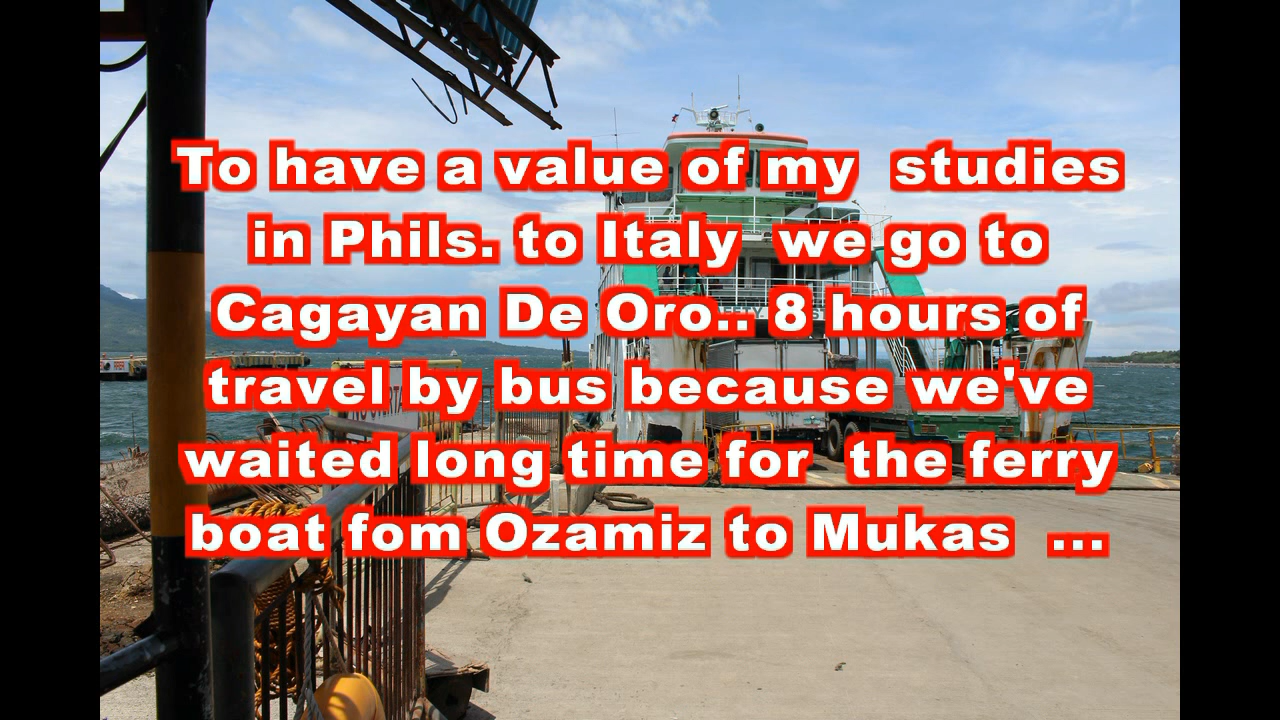 To have a value of my studies
in Phils. to Italy we go to
Cagayan De Oro.. 8 hours of
travel by bus because we've
waited long time for the ferry
boat fom Ozamiz to Mukas ...